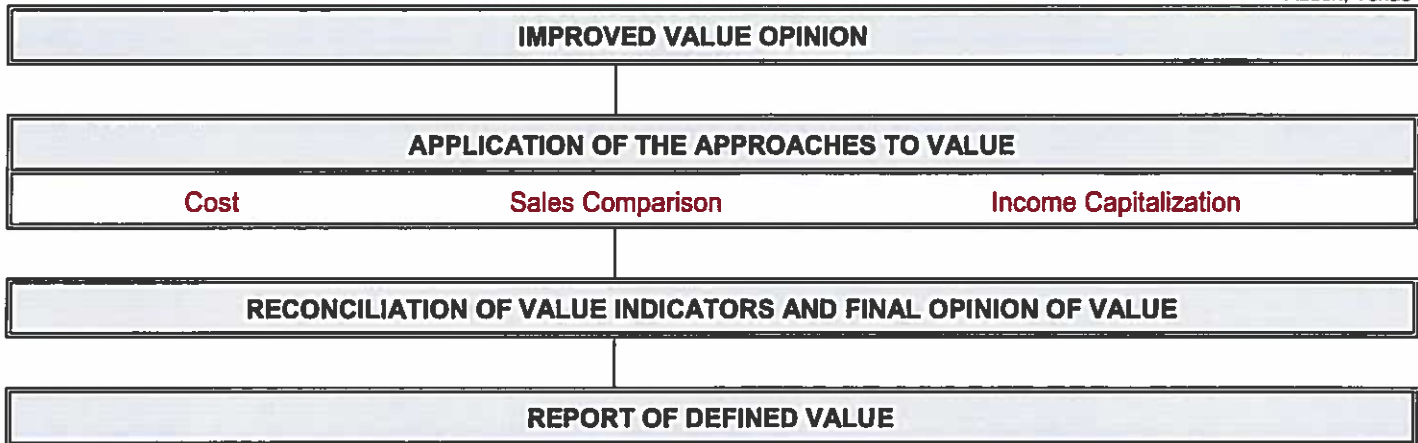 IMPROVED VALUE OPINION
APPLICATION OF THE APPROACHES TO VALUE
Cost Sales Comparison Income Capitalization
RECONCILIATION OF VALUE INDICATORS AND FINAL OPINION OF VALUE
REPORT OF DEFINED VALUE